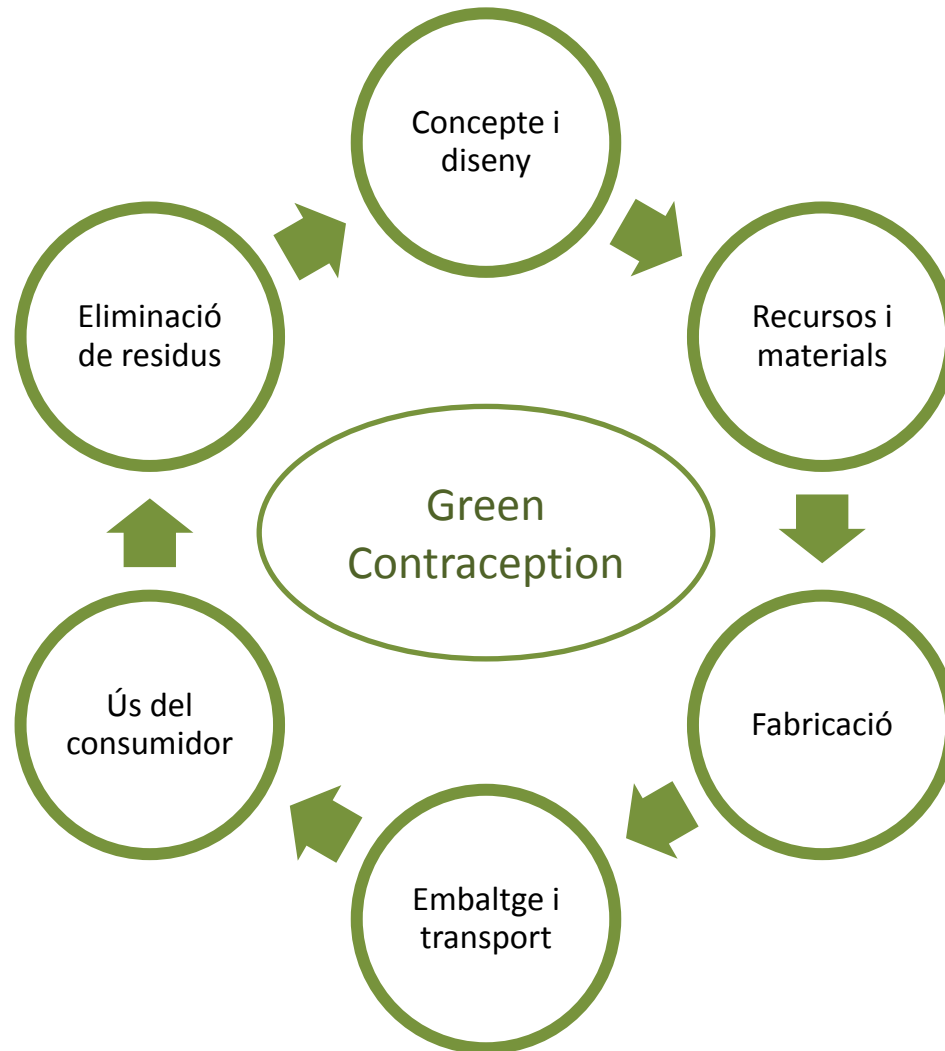 Concepte i
diseny
Recursos i
materials
Fabricació
Embaltge i
transport
Ús del
consumidor
Eliminació
de residus
Green
Contraception